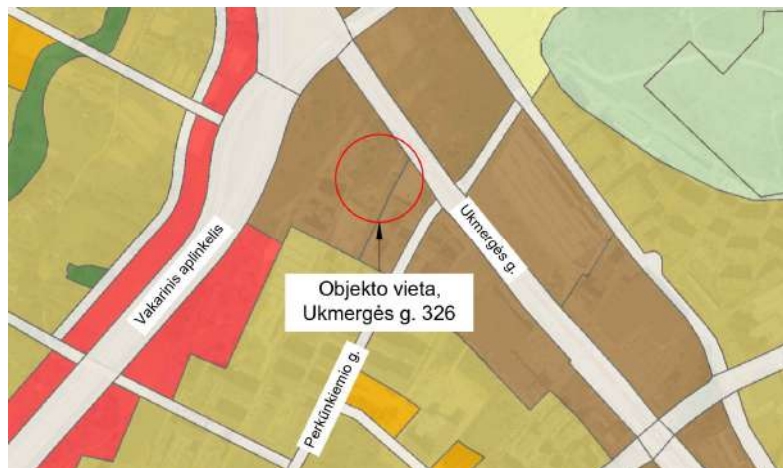 Vakarinis aplinkelis
Ukmergės g.
Objekto vieta,
Ukmergės g. 326
Perkūnkiemio g.